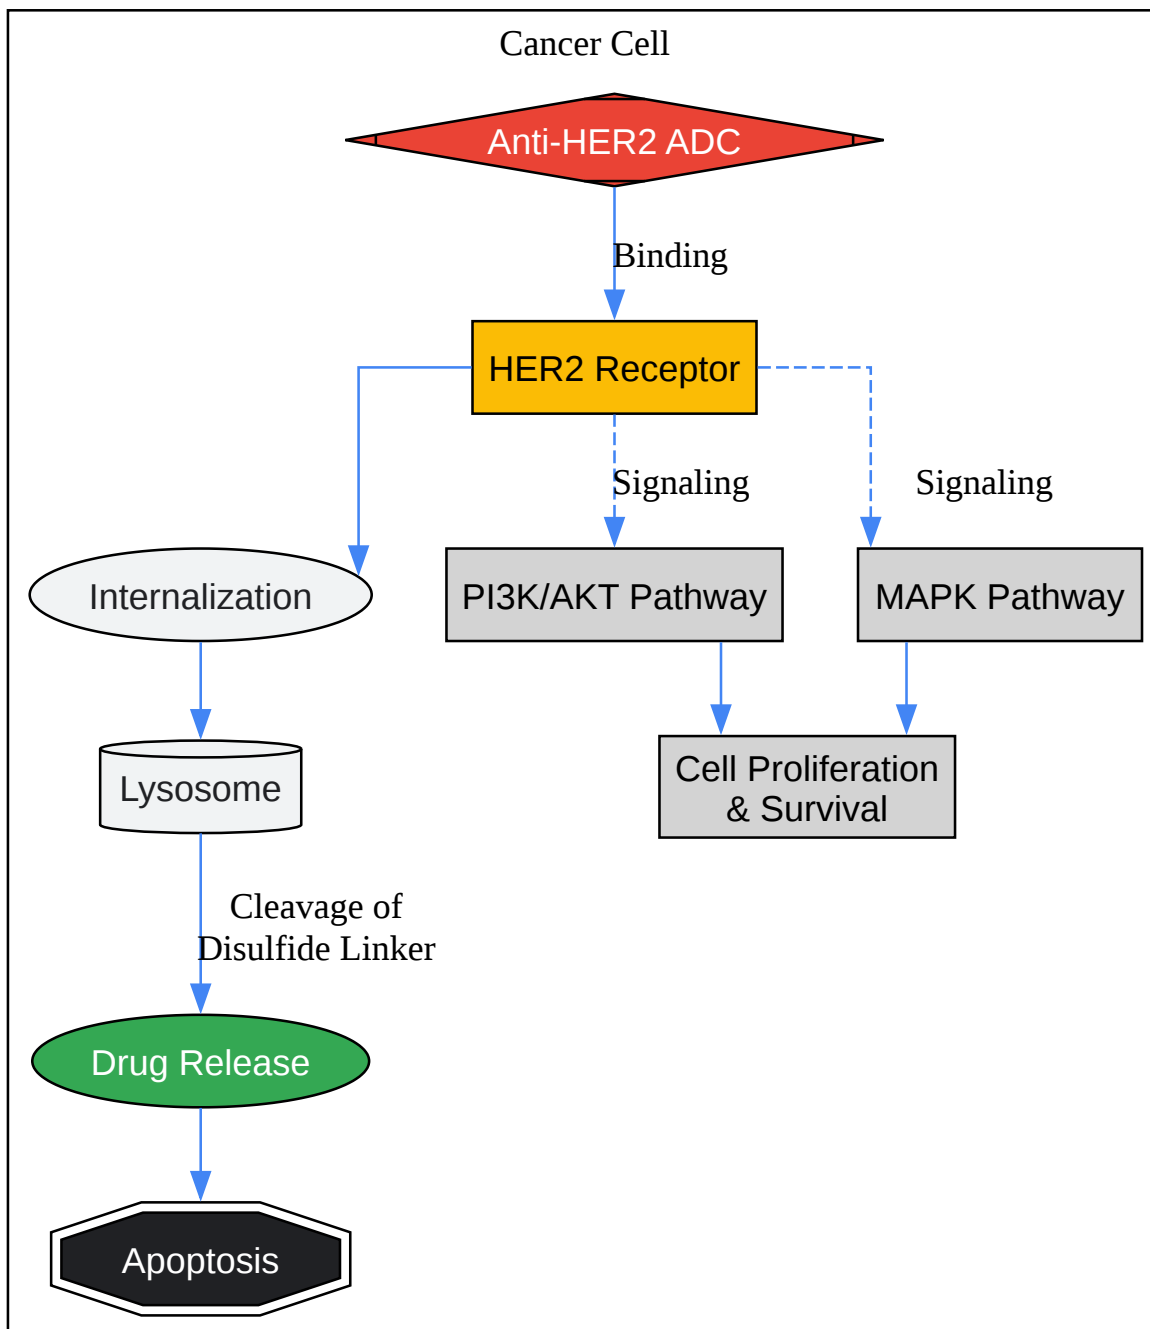 Cancer Cell
Anti-HER2 ADC
Binding
HER2 Receptor
Signaling
Signaling
Internalization
PI3K/AKT Pathway
MAPK Pathway
Lysosome
Cell Proliferation
& Survival
Cleavage of
Disulfide Linker
Drug Release
Apoptosis